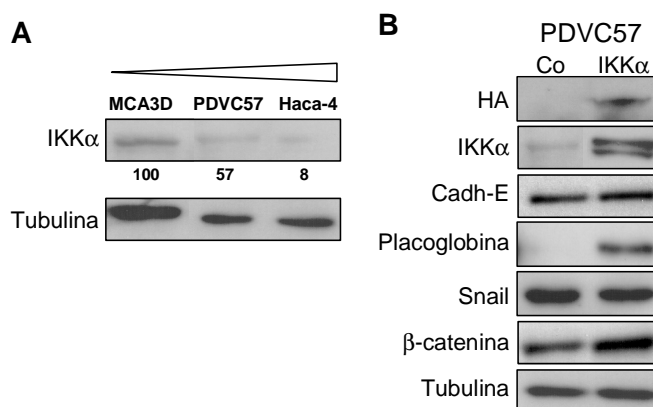 A
MCA3D PDVC57 Haca-4
IKKα
100 57 8
Tubulina
B
PDVC57
Co IKKα
HA
IKKα
Cadh-E
Placoglobina
Snail
β-catenina
Tubulina